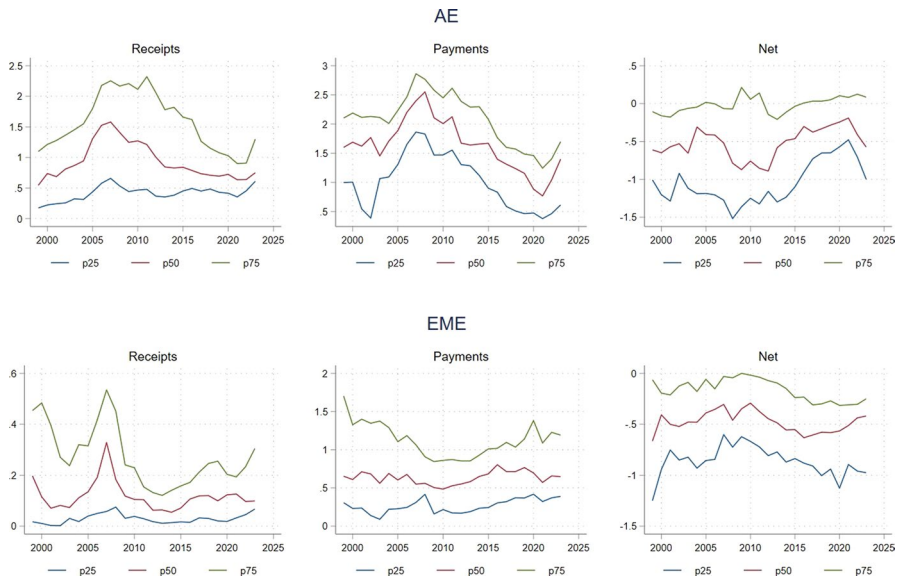 AE
Receipts Payments Net
2.5 3 .5
2 2.5 0
1.5 2 -.5
1 1.5 -1
.5 1 -1.5
0 .5
2000 2005 2010 2015 2020 2025 2000 2005 2010 2015 2020 2025 2000 2005 2010 2015 2020 2025
p25 p50 p75 p25 p50 p75 p25 p50 p75
EME
Receipts Payments Net
.6 2 0
.4 1.5 -.5
.2 1 -1
0 .5 -1.5
0
2000 2005 2010 2015 2020 2025 2000 2005 2010 2015 2020 2025 2000 2005 2010 2015 2020 2025
p25 p50 p75 p25 p50 p75 p25 p50 p75